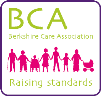 BCA
Berkshire Care Association
Raising standards